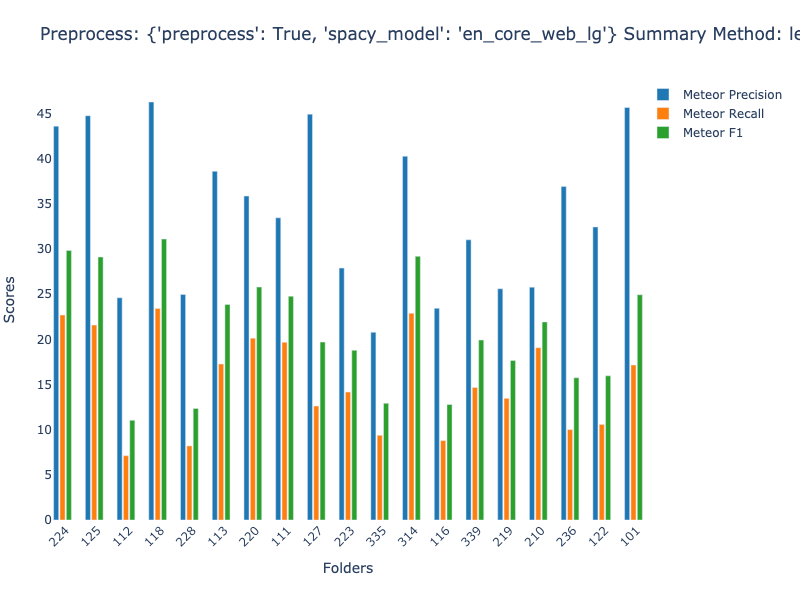 Preprocess: {'preprocess': True, 'spacy_model': 'en_core_web_lg'} Summary Method: le
Meteor Precision
Meteor Recall
Meteor F1
45
40
35
30
25
20
15
10
5
0
Scores
224 125 112 118 228 113 220 111 127 223 335 314 116 339 219 210 236 122 101
Folders